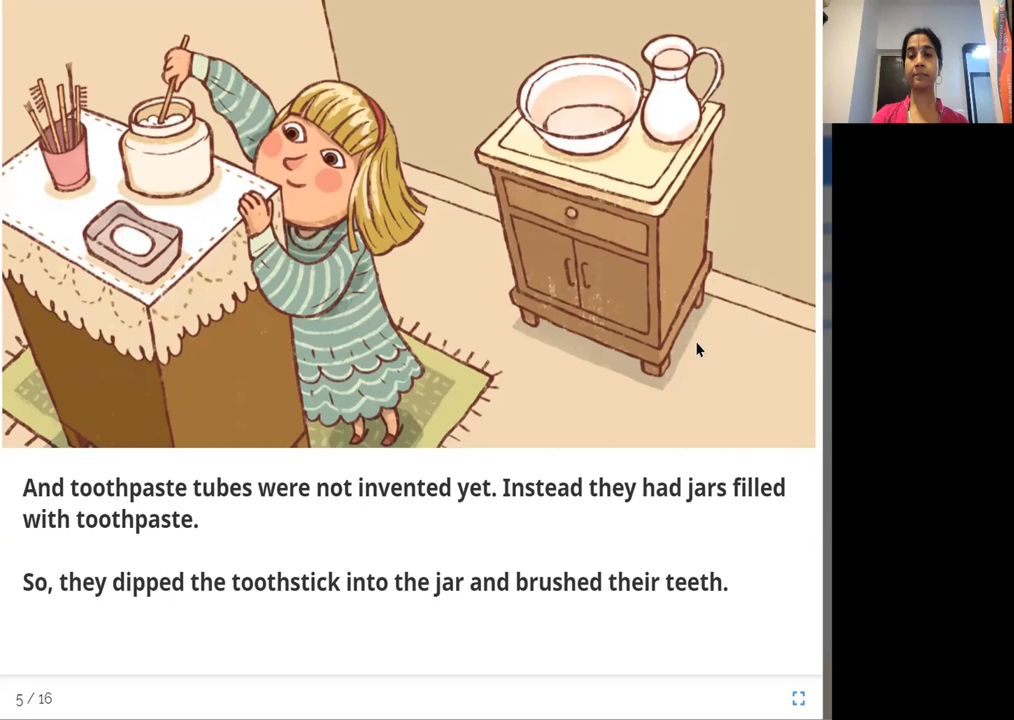 And toothpaste tubes were not invented yet. Instead they had jars filled
with toothpaste.
So, they dipped the toothstick into the jar and brushed their teeth.
5 / 16